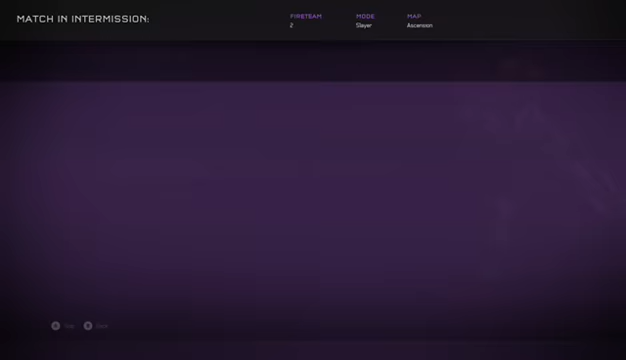 MATCH IN INTERMISSION:
FIRETEAM MODE MAP
2 Slayer Ascension